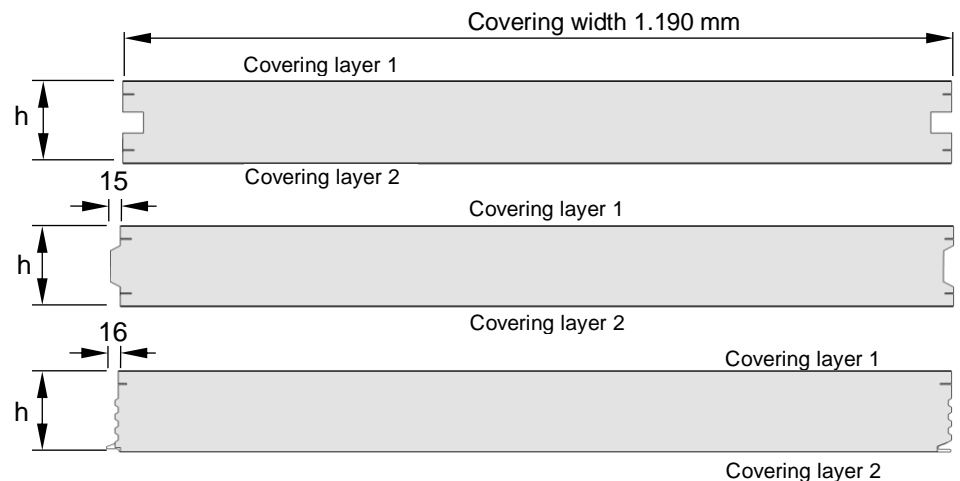 Covering width 1.190 mm
Covering layer 1
h
Covering layer 2
15
Covering layer 1
h
Covering layer 2
16
Covering layer 1
h
Covering layer 2